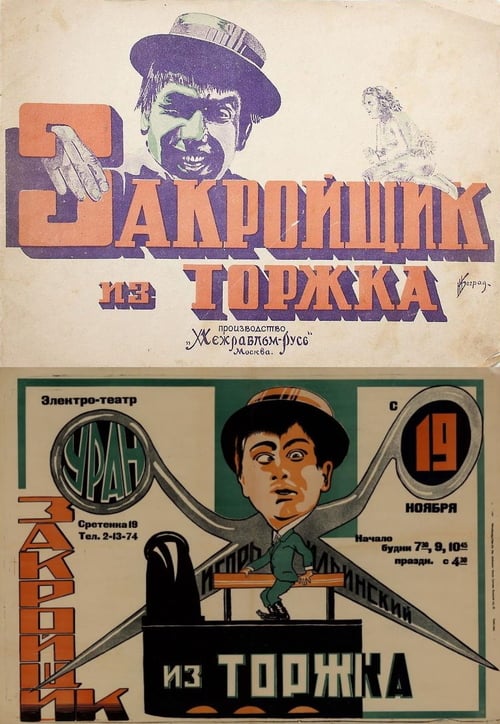 ЗАКРОЙЩИК
ИЗ ТОРЖКА
ПРОИЗВОДСТВО
„Межрабпом-Русь“
Москва.
Электро-театр
УРАН
Сретенка 19
Тел. 2-13-74
С
19
НОЯБРЯ
Начало
будни 7³⁰, 9, 10⁴⁵
праздн. с 4³⁰
ИГОРЬ ИЛЬИНСКИЙ
ЗАКРОЙЩИК
ИЗ ТОРЖКА